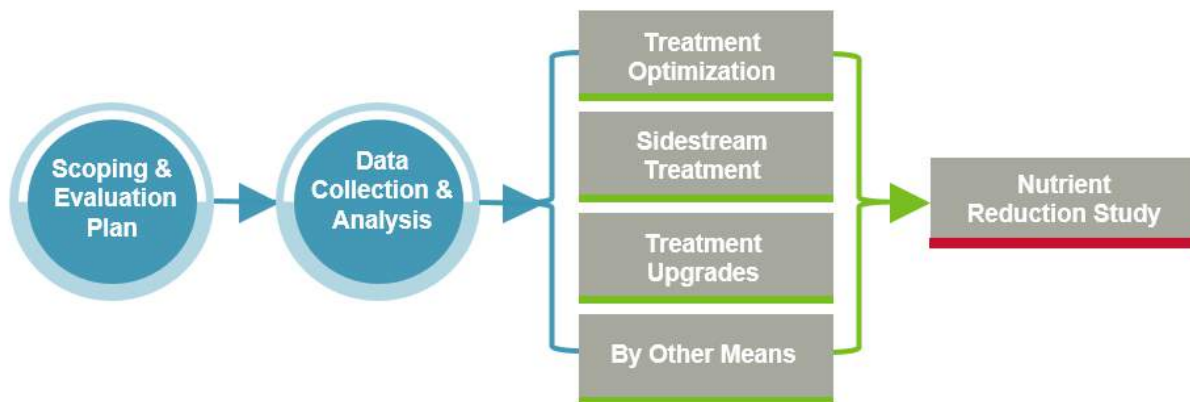 Scoping &
Evaluation
Plan
Data
Collection &
Analysis
Treatment
Optimization
Sidestream
Treatment
Treatment
Upgrades
By Other Means
Nutrient
Reduction Study